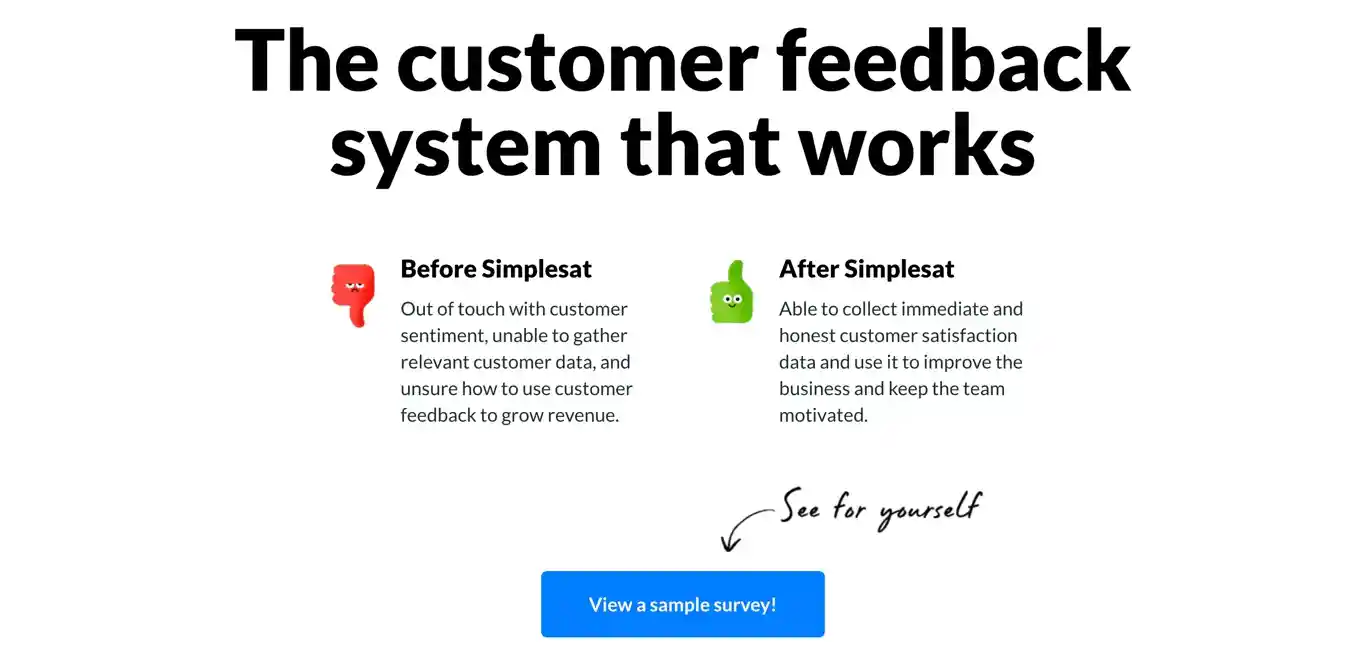 The customer feedback
system that works
Before Simplesat
Out of touch with customer
sentiment, unable to gather
relevant customer data, and
unsure how to use customer
feedback to grow revenue.
After Simplesat
Able to collect immediate and
honest customer satisfaction
data and use it to improve the
business and keep the team
motivated.
See for yourself
View a sample survey!